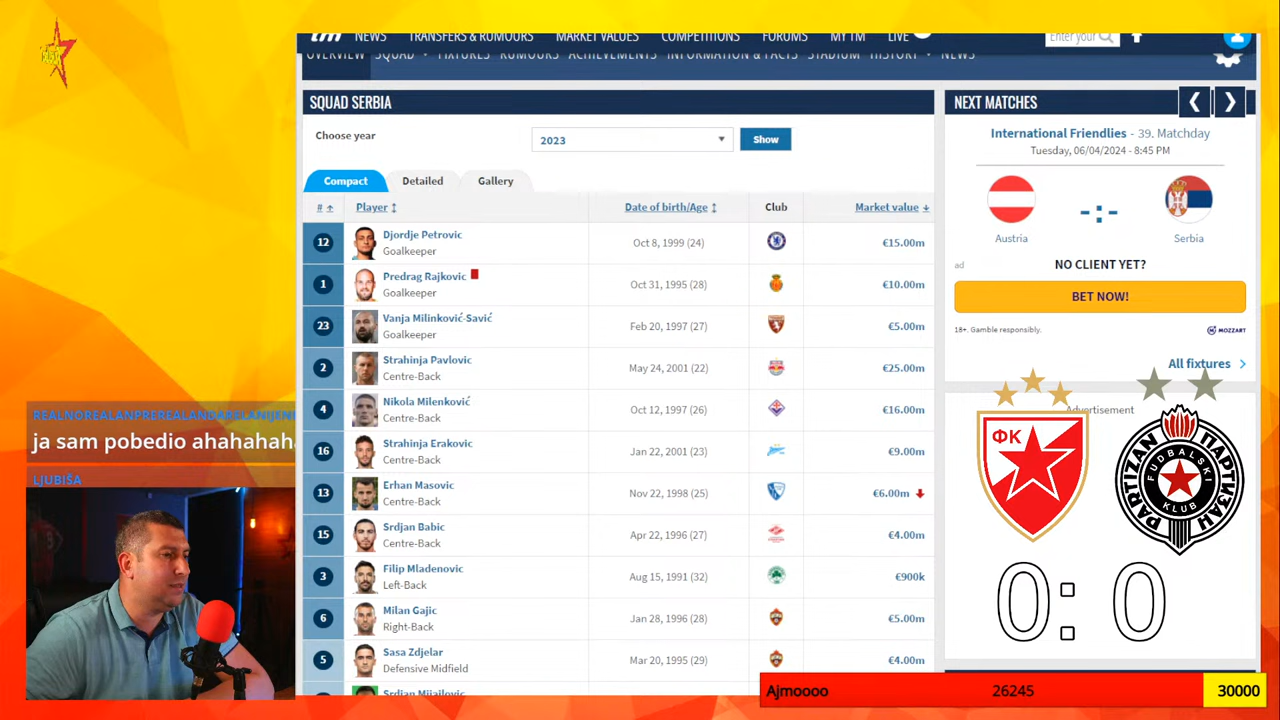 tm NEWS TRANSFERS & RUMOURS MARKET VALUES COMPETITIONS FORUMS MY TM LIVE Enter your
OVERVIEW SQUAD FIXTURES RUMOURS ACHIEVEMENTS INFORMATION & FACTS STADIUM HISTORY NEWS
SQUAD SERBIA
Choose year 2023 Show
Compact Detailed Gallery
# Player Date of birth/Age Club Market value
12 Djordje Petrovic Oct 8, 1999 (24) €15.00m
Goalkeeper
1 Predrag Rajkovic Oct 31, 1995 (28) €10.00m
Goalkeeper
23 Vanja Milinković-Savić Feb 20, 1997 (27) €5.00m
Goalkeeper
2 Strahinja Pavlovic May 24, 2001 (22) €25.00m
Centre-Back
4 Nikola Milenković Oct 12, 1997 (26) €16.00m
Centre-Back
16 Strahinja Erakovic Jan 22, 2001 (23) €9.00m
Centre-Back
13 Erhan Masovic Nov 22, 1998 (25) €6.00m
Centre-Back
15 Srdjan Babic Apr 22, 1996 (27) €4.00m
Centre-Back
3 Filip Mladenovic Aug 15, 1991 (32) €900k
Left-Back
6 Milan Gajic Jan 28, 1996 (28) €5.00m
Right-Back
5 Sasa Zdjelar Mar 20, 1995 (29) €4.00m
Defensive Midfield
Srdjan Mijailovic
NEXT MATCHES
International Friendlies - 39. Matchday
Tuesday, 06/04/2024 - 8:45 PM
-:-
Austria Serbia
ad NO CLIENT YET?
BET NOW!
18+. Gamble responsibly. MOZZART
All fixtures
Advertisement
ФК
PARTIZAN ПАРТИЗАН
FUDBALSKI
KLUB
0:0
ja sam pobedio ahahahaha
LJUBIŠA
Ajmoooo 26245 30000